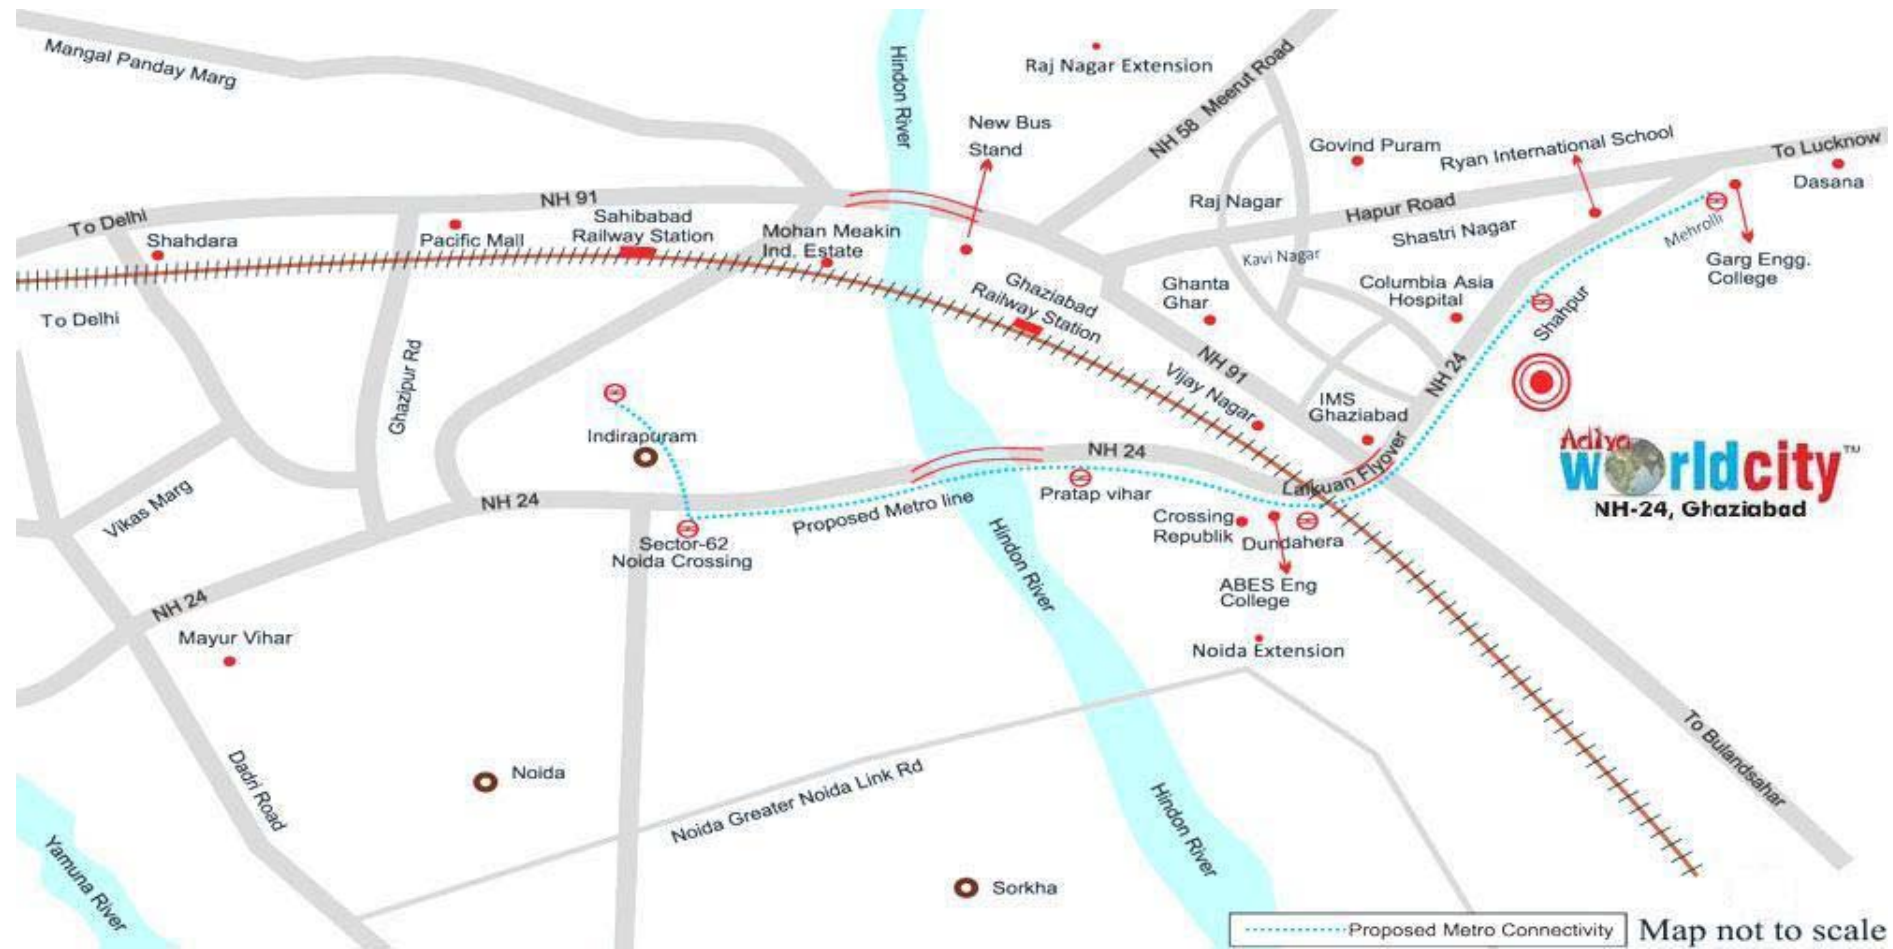 Mangal Panday Marg
Hindon River
Raj Nagar Extension
NH 58 Meerut Road
New Bus
Stand
Govind Puram
Ryan International School
To Lucknow
Dasana
To Delhi
NH 91
Shahdara
Pacific Mall
Sahibabad
Railway Station
Mohan Meakin
Ind. Estate
Raj Nagar
Hapur Road
Shastri Nagar
Kavi Nagar
Mehrolli
Garg Engg.
College
To Delhi
Ghaziabad
Railway Station
Ghanta
Ghar
Columbia Asia
Hospital
Shahpur
Ghazipur Rd
NH 91
NH 24
Vijay Nagar
IMS
Ghaziabad
Indirapuram
NH 24
Lalkuan Flyover
Aditya
worldcity™
NH-24, Ghaziabad
Vikas Marg
NH 24
Proposed Metro line
Pratap vihar
Sector-62
Noida Crossing
Crossing
Republik
Dundahera
Hindon River
ABES Eng
College
NH 24
Mayur Vihar
Noida Extension
To Bulandsahar
Noida
Dadri Road
Noida Greater Noida Link Rd
Hindon River
Yamuna River
Sorkha
Proposed Metro Connectivity
Map not to scale